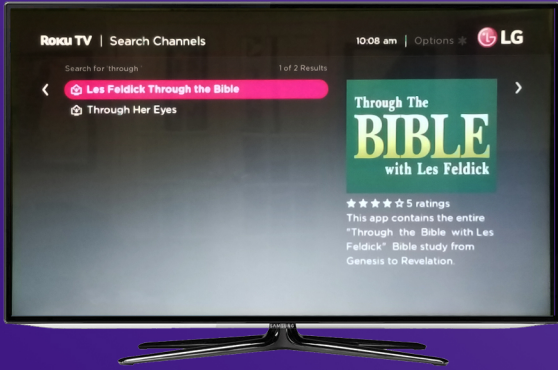 Roku TV | Search Channels
10:08 am | Options ✻
LG
Search for 'through '
1 of 2 Results
Les Feldick Through the Bible
Through Her Eyes
Through The
BIBLE
with Les Feldick
★★★★☆ 5 ratings
This app contains the entire
"Through the Bible with Les
Feldick" Bible study from
Genesis to Revelation.
SAMSUNG